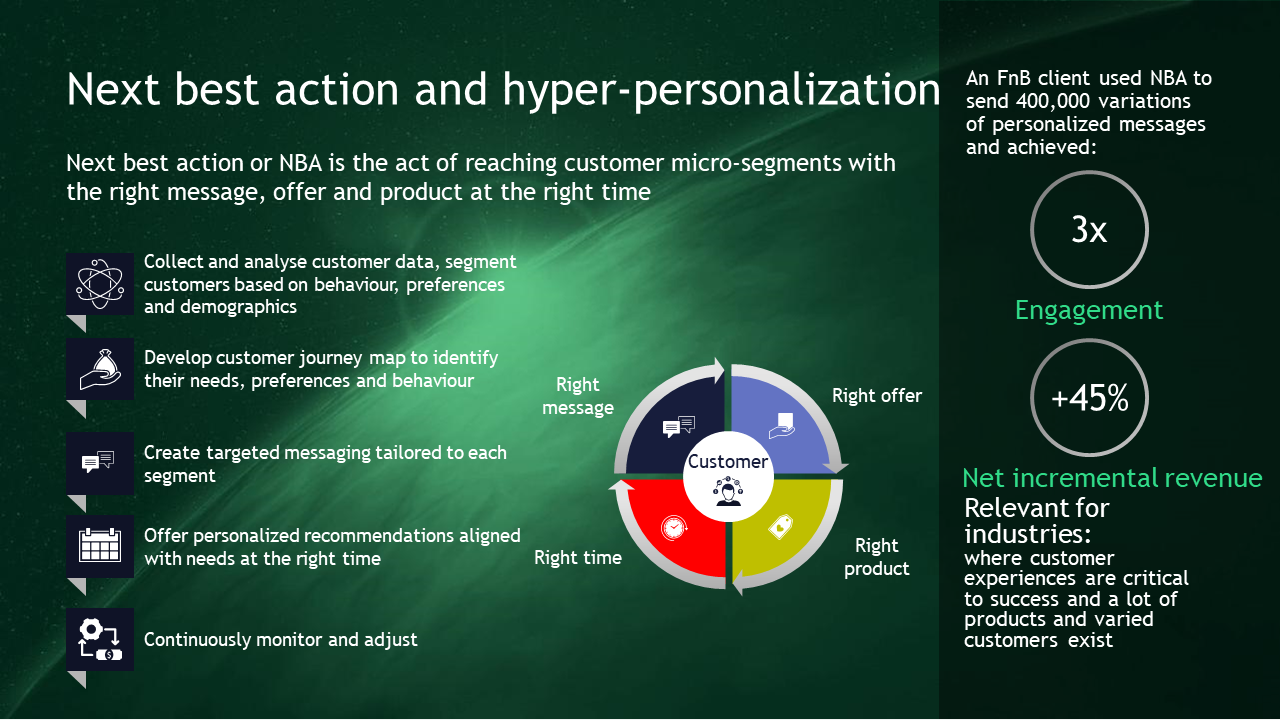 Next best action and hyper-personalization
Next best action or NBA is the act of reaching customer micro-segments with
the right message, offer and product at the right time
Collect and analyse customer data, segment
customers based on behaviour, preferences
and demographics
Develop customer journey map to identify
their needs, preferences and behaviour
Create targeted messaging tailored to each
segment
Offer personalized recommendations aligned
with needs at the right time
Continuously monitor and adjust
Right
message
Right offer
Customer
Right time
Right
product
An FnB client used NBA to
send 400,000 variations
of personalized messages
and achieved:
3x
Engagement
+45%
Net incremental revenue
Relevant for
industries:
where customer
experiences are critical
to success and a lot of
products and varied
customers exist